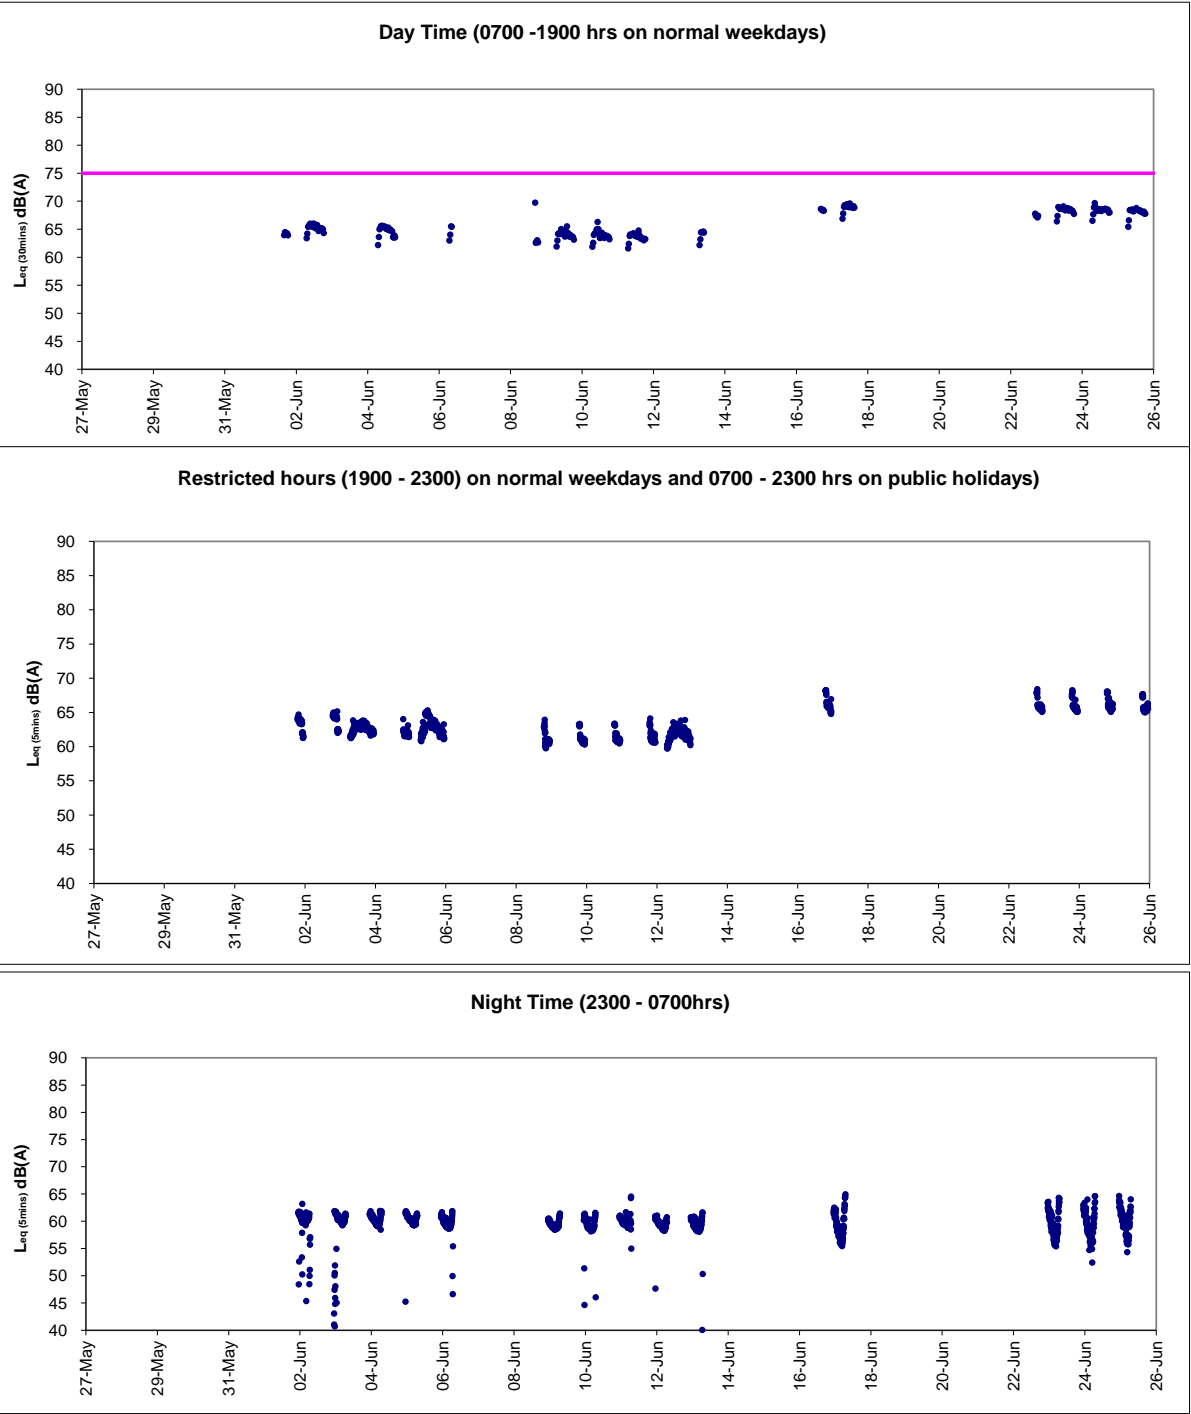 Day Time (0700 -1900 hrs on normal weekdays)
90
85
80
75
70
65
60
55
50
45
40
Leq (30mins) dB(A)
27-May
29-May
31-May
02-Jun
04-Jun
06-Jun
08-Jun
10-Jun
12-Jun
14-Jun
16-Jun
18-Jun
20-Jun
22-Jun
24-Jun
26-Jun
Restricted hours (1900 - 2300) on normal weekdays and 0700 - 2300 hrs on public holidays)
90
85
80
75
70
65
60
55
50
45
40
Leq (5mins) dB(A)
27-May
29-May
31-May
02-Jun
04-Jun
06-Jun
08-Jun
10-Jun
12-Jun
14-Jun
16-Jun
18-Jun
20-Jun
22-Jun
24-Jun
26-Jun
Night Time (2300 - 0700hrs)
90
85
80
75
70
65
60
55
50
45
40
Leq (5mins) dB(A)
27-May
29-May
31-May
02-Jun
04-Jun
06-Jun
08-Jun
10-Jun
12-Jun
14-Jun
16-Jun
18-Jun
20-Jun
22-Jun
24-Jun
26-Jun